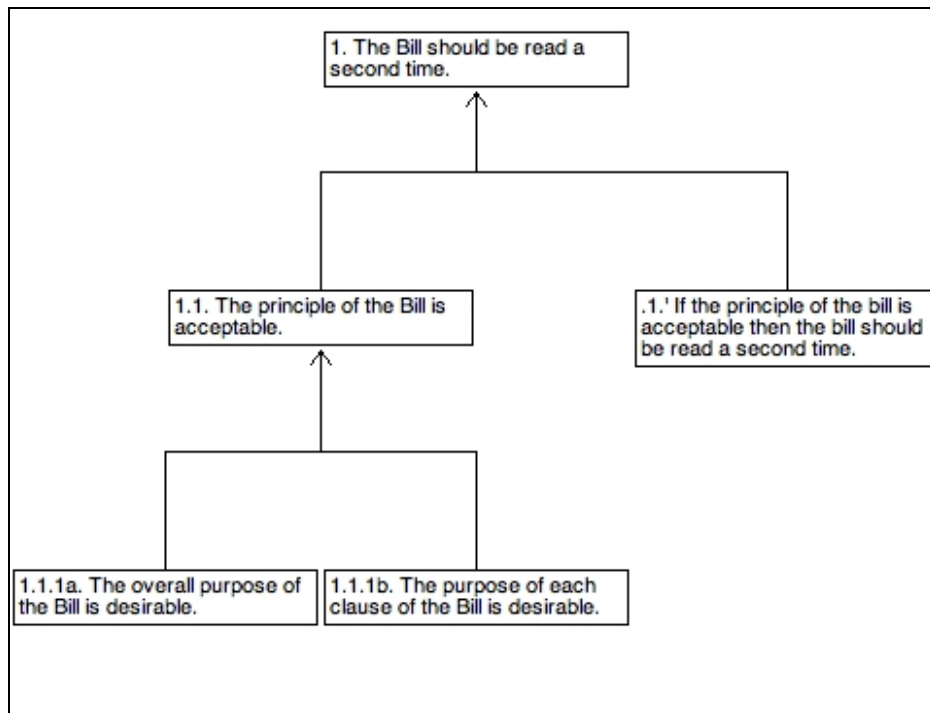 1. The Bill should be read a
second time.
1.1. The principle of the Bill is
acceptable.
.1.' If the principle of the bill is
acceptable then the bill should
be read a second time.
1.1.1a. The overall purpose of
the Bill is desirable.
1.1.1b. The purpose of each
clause of the Bill is desirable.